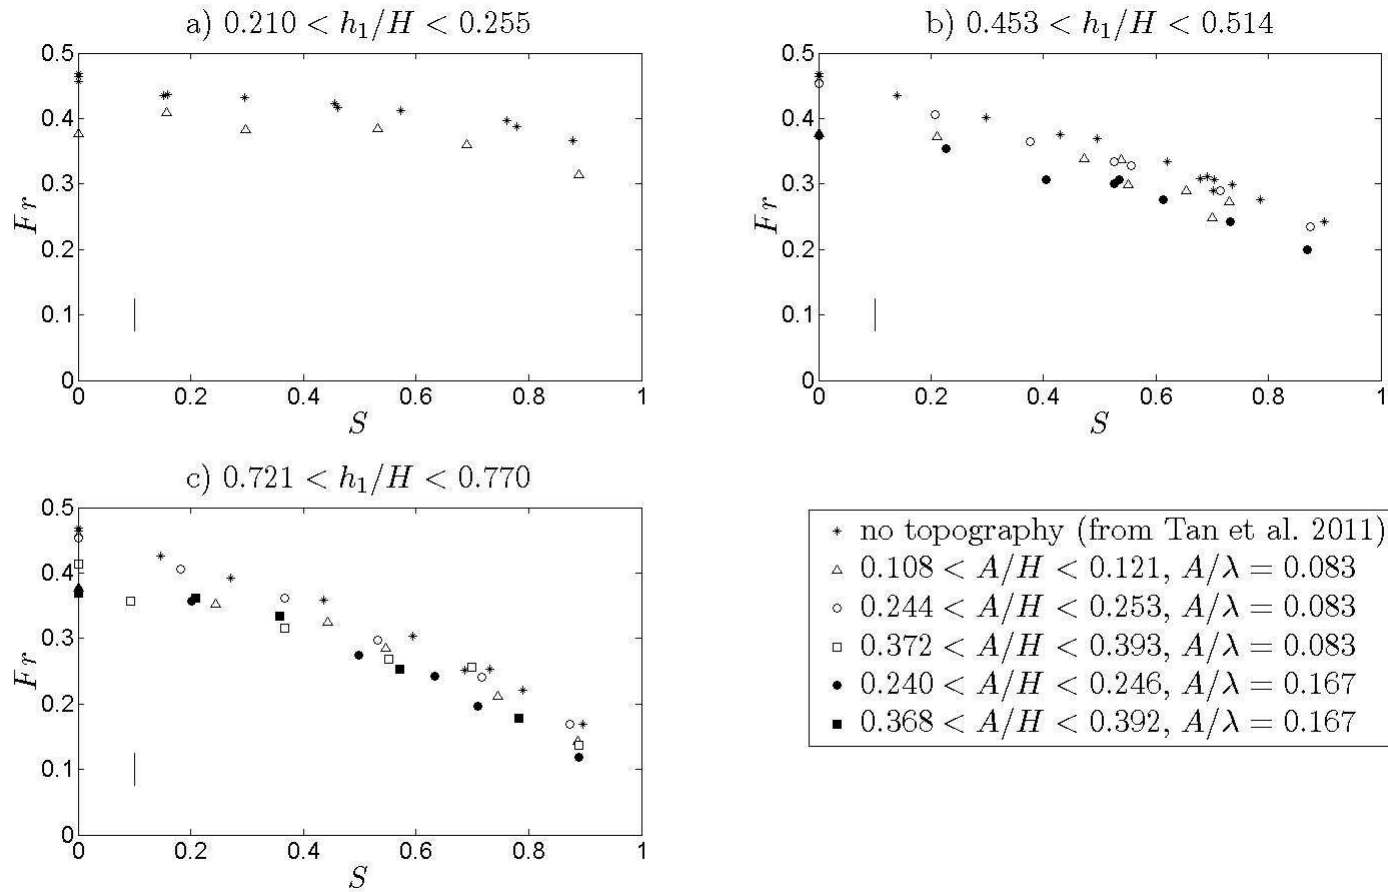 a) 0.210 < h₁/H < 0.255
0.5
0.4
0.3
0.2
0.1
0
Fr
0
0.2
0.4
0.6
0.8
1
S
b) 0.453 < h₁/H < 0.514
0.5
0.4
0.3
0.2
0.1
0
Fr
0
0.2
0.4
0.6
0.8
1
S
c) 0.721 < h₁/H < 0.770
0.5
0.4
0.3
0.2
0.1
0
Fr
0
0.2
0.4
0.6
0.8
1
S
no topography (from Tan et al. 2011)
0.108 < A/H < 0.121, A/λ = 0.083
0.244 < A/H < 0.253, A/λ = 0.083
0.372 < A/H < 0.393, A/λ = 0.083
0.240 < A/H < 0.246, A/λ = 0.167
0.368 < A/H < 0.392, A/λ = 0.167